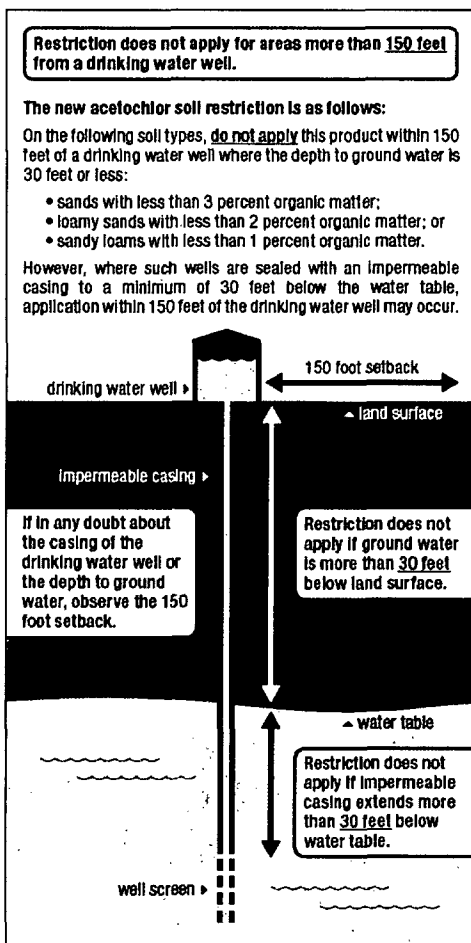 Restriction does not apply for areas more than 150 feet
from a drinking water well.
The new acetochlor soil restriction is as follows:
On the following soil types, do not apply this product within 150
feet of a drinking water well where the depth to ground water is
30 feet or less:
• sands with less than 3 percent organic matter;
• loamy sands with less than 2 percent organic matter; or
• sandy loams with less than 1 percent organic matter.
However, where such wells are sealed with an impermeable
casing to a minimum of 30 feet below the water table,
application within 150 feet of the drinking water well may occur.
150 foot setback
drinking water well
land surface
impermeable casing
If in any doubt about
the casing of the
drinking water well or
the depth to ground
water, observe the 150
foot setback.
Restriction does not
apply if ground water
is more than 30 feet
below land surface.
water table
Restriction does not
apply if impermeable
casing extends more
than 30 feet below
water table.
well screen